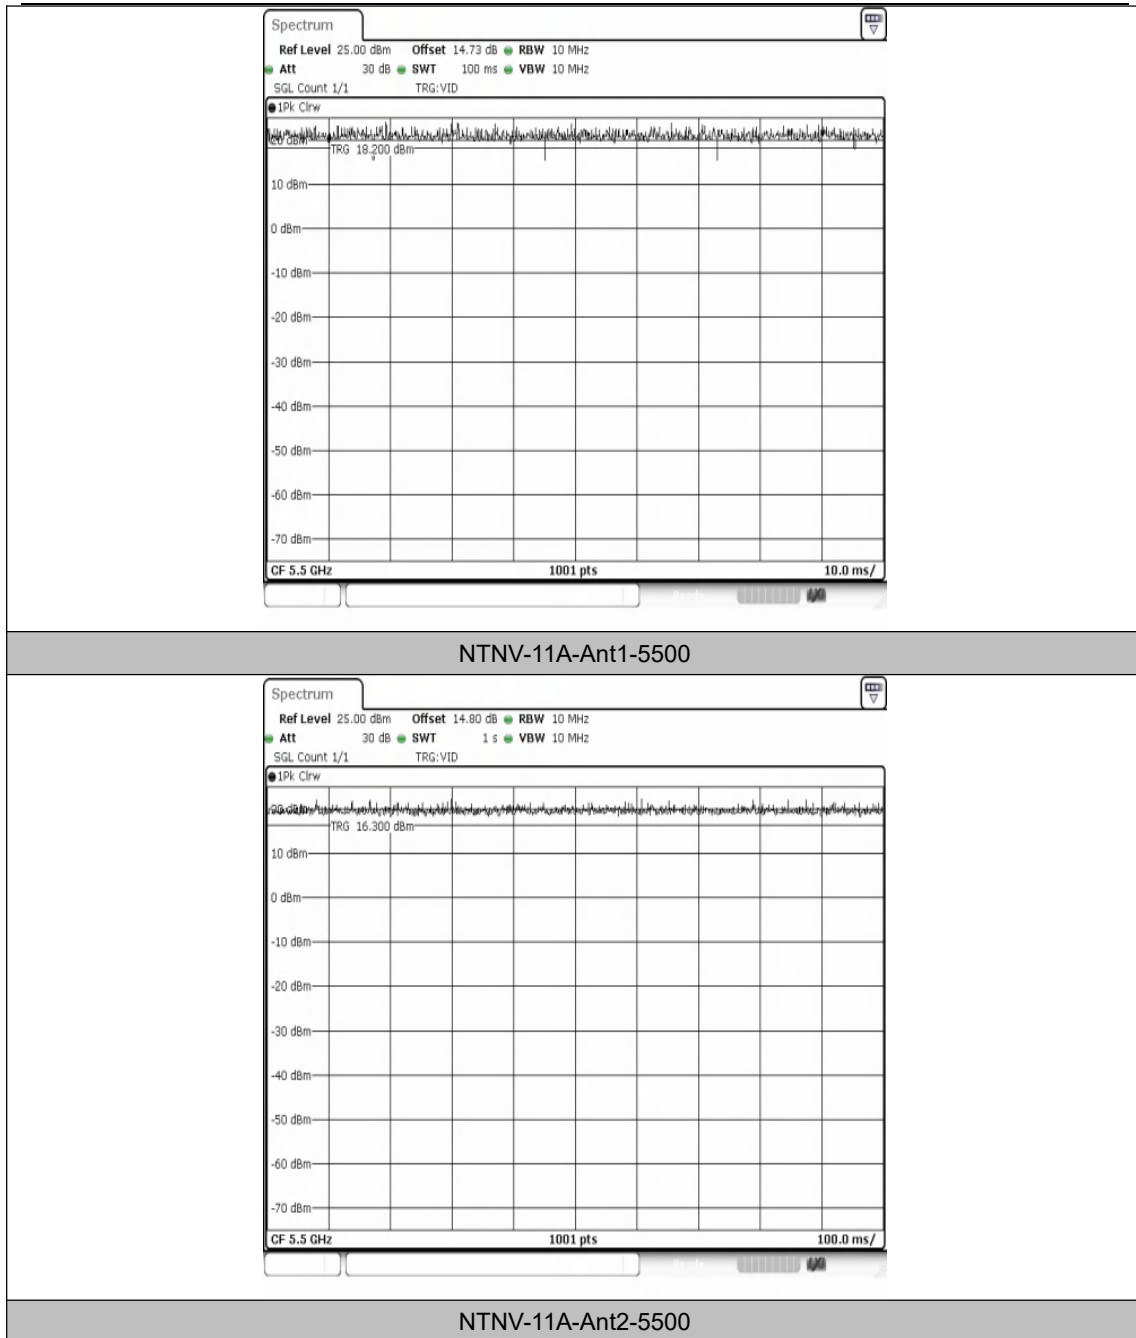 Spectrum
Ref Level 25.00 dBm Offset 14.73 dB RBW 10 MHz
Att 30 dB SWT 100 ms VBW 10 MHz
SGL Count 1/1 TRG:VID
1Pk Clrw
20 dBm
TRG 18.200 dBm
10 dBm
0 dBm
-10 dBm
-20 dBm
-30 dBm
-40 dBm
-50 dBm
-60 dBm
-70 dBm
CF 5.5 GHz 1001 pts 10.0 ms/
NTNV-11A-Ant1-5500
Spectrum
Ref Level 25.00 dBm Offset 14.80 dB RBW 10 MHz
Att 30 dB SWT 1 s VBW 10 MHz
SGL Count 1/1 TRG:VID
1Pk Clrw
20 dBm
TRG 16.300 dBm
10 dBm
0 dBm
-10 dBm
-20 dBm
-30 dBm
-40 dBm
-50 dBm
-60 dBm
-70 dBm
CF 5.5 GHz 1001 pts 100.0 ms/
NTNV-11A-Ant2-5500